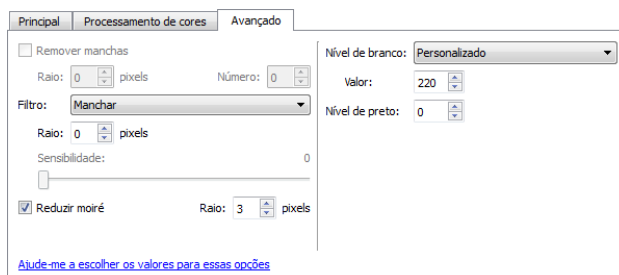 Principal Processamento de cores Avançado
Remover manchas
Raio: 0 pixels Número: 0
Filtro: Manchar
Raio: 0 pixels
Sensibilidade: 0
Reduzir moiré Raio: 3 pixels
Nível de branco: Personalizado
Valor: 220
Nível de preto: 0
Ajude-me a escolher os valores para essas opções